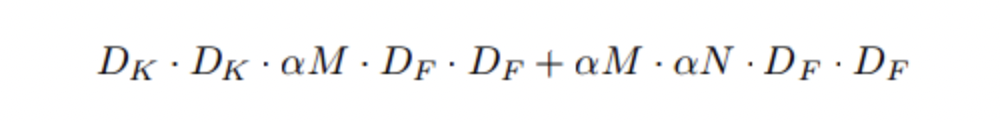 D_K · D_K · αM · D_F · D_F + αM · αN · D_F · D_F